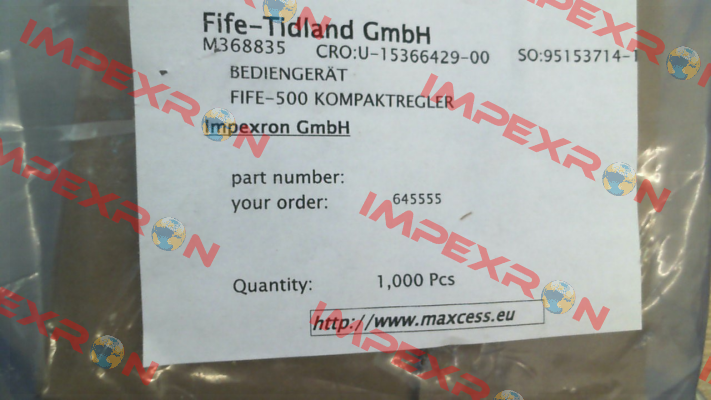 Fife-Tidland GmbH
M368835 CRO:U-15366429-00 SO:95153714-1
BEDIENGERÄT
FIFE-500 KOMPAKTREGLER
Impexron GmbH
part number:
your order: 645555
Quantity: 1,000 Pcs
http://www.maxcess.eu
IMPEXRON
IMPEXRON
IMPEXRON
IMPEXRON
IMPEXRON
IMPEXRON